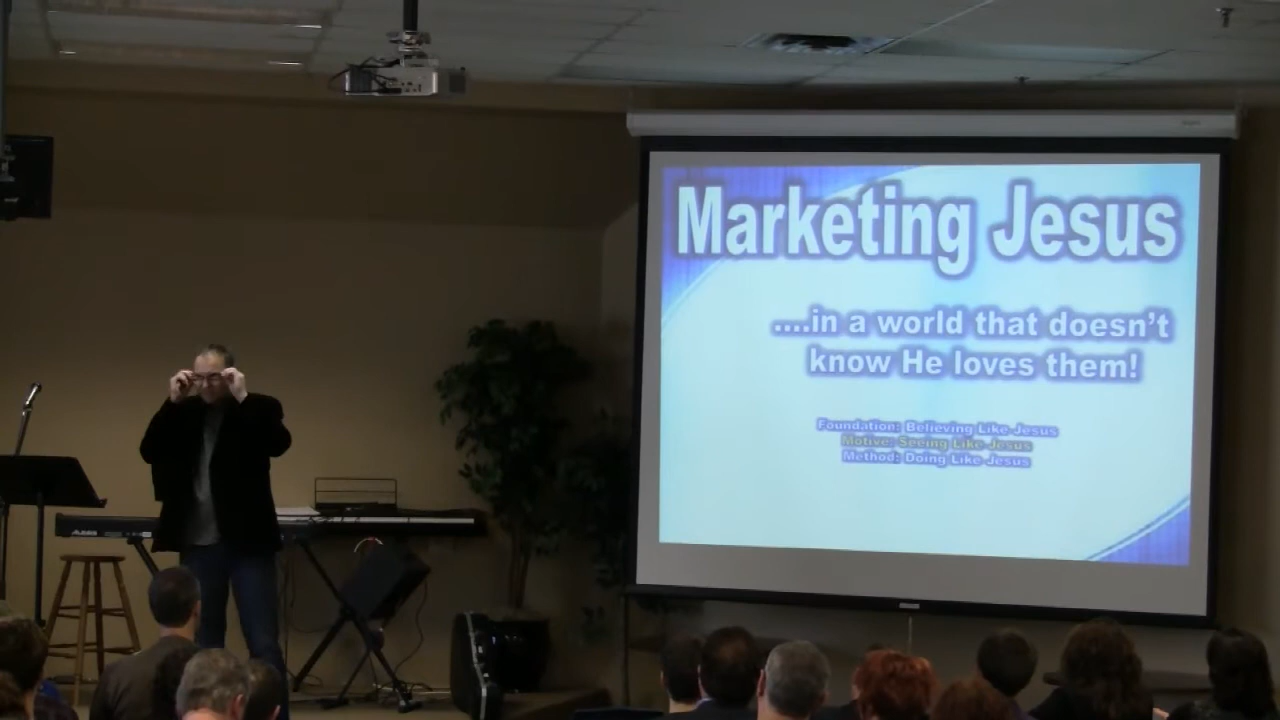 Marketing Jesus
....in a world that doesn't
know He loves them!
Foundation: Believing Like Jesus
Motive: Seeing Like Jesus
Method: Doing Like Jesus
ALESIS